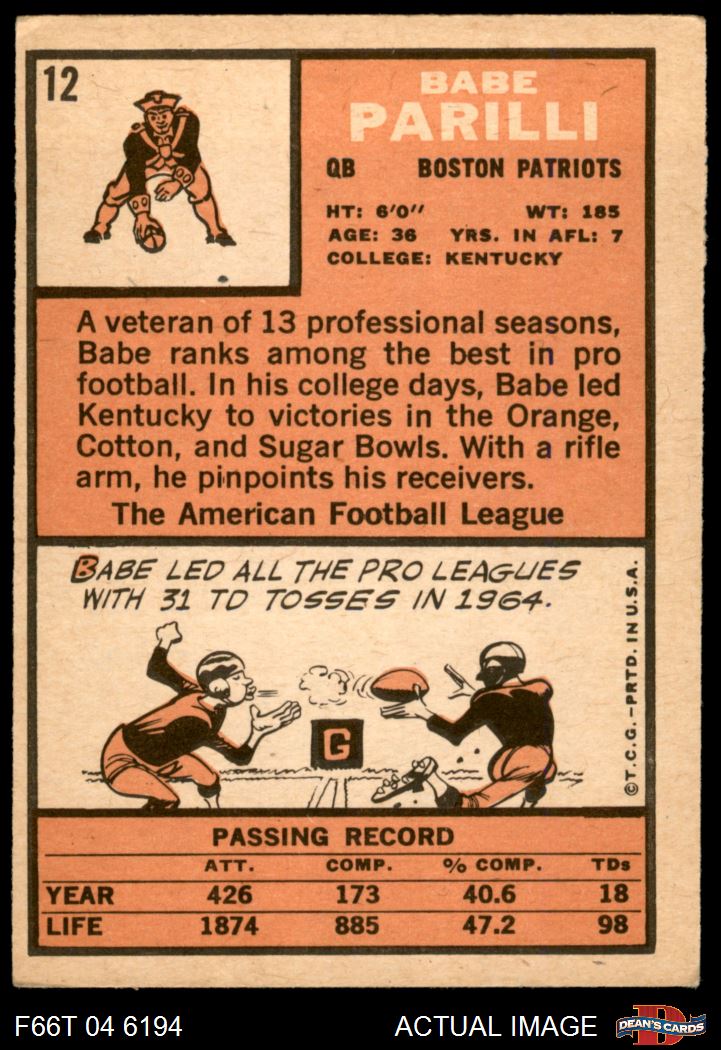 12
BABE
PARILLI
QB BOSTON PATRIOTS
HT: 6'0" WT: 185
AGE: 36 YRS. IN AFL: 7
COLLEGE: KENTUCKY
A veteran of 13 professional seasons,
Babe ranks among the best in pro
football. In his college days, Babe led
Kentucky to victories in the Orange,
Cotton, and Sugar Bowls. With a rifle
arm, he pinpoints his receivers.
The American Football League
BABE LED ALL THE PRO LEAGUES
WITH 31 TD TOSSES IN 1964.
G
©T.C.G.–PRTD. IN U.S.A.
PASSING RECORD
ATT. COMP. % COMP. TDs
YEAR 426 173 40.6 18
LIFE 1874 885 47.2 98
F66T 04 6194
ACTUAL IMAGE
D
DEAN'S CARDS